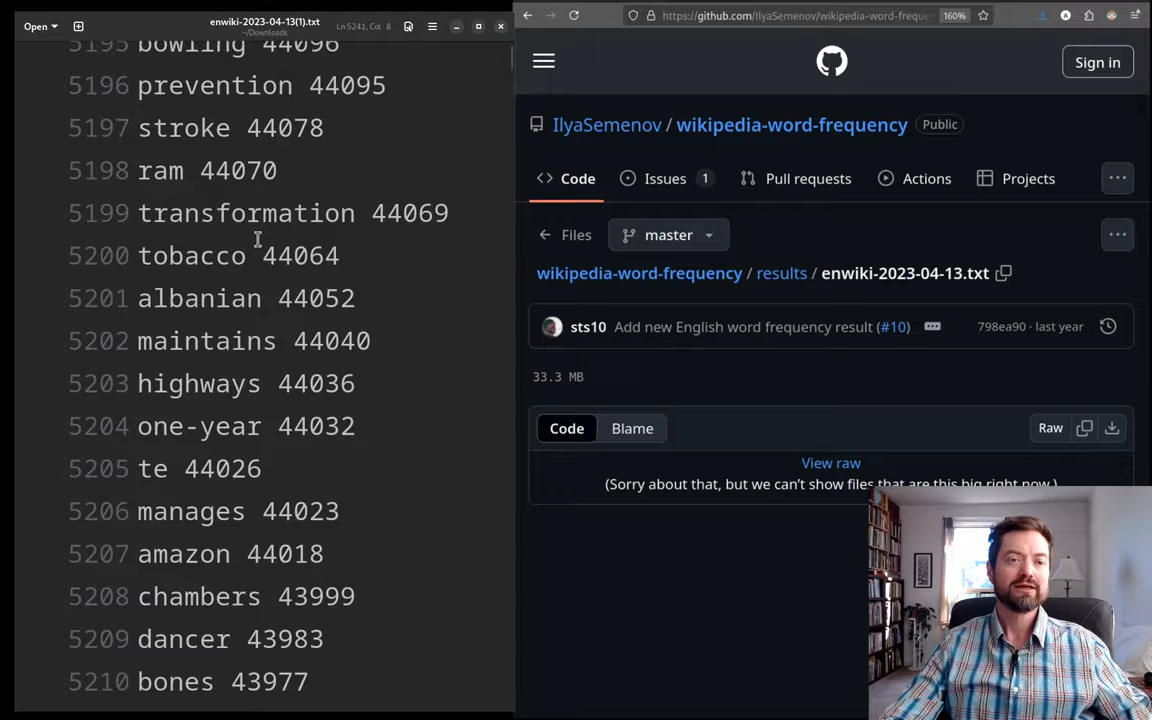 Open
enwiki-2023-04-13(1).txt
~/Downloads
Ln 5241, Col 8
5195 bowling 44096
5196 prevention 44095
5197 stroke 44078
5198 ram 44070
5199 transformation 44069
5200 tobacco 44064
5201 albanian 44052
5202 maintains 44040
5203 highways 44036
5204 one-year 44032
5205 te 44026
5206 manages 44023
5207 amazon 44018
5208 chambers 43999
5209 dancer 43983
5210 bones 43977
https://github.com/IlyaSemenov/wikipedia-word-freque
160%
Sign in
IlyaSemenov / wikipedia-word-frequency Public
Code Issues 1 Pull requests Actions Projects
Files master
wikipedia-word-frequency / results / enwiki-2023-04-13.txt
sts10 Add new English word frequency result (#10) 798ea90 · last year
33.3 MB
Code Blame Raw
View raw
(Sorry about that, but we can't show files that are this big right now.)